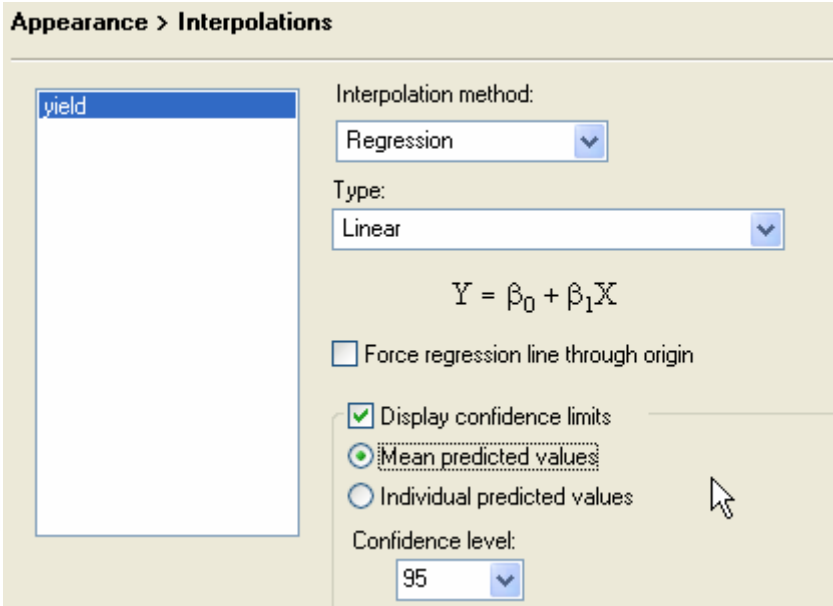 Appearance > Interpolations
yield
Interpolation method:
Regression
Type:
Linear
Y = β₀ + β₁X
Force regression line through origin
Display confidence limits
Mean predicted values
Individual predicted values
Confidence level:
95